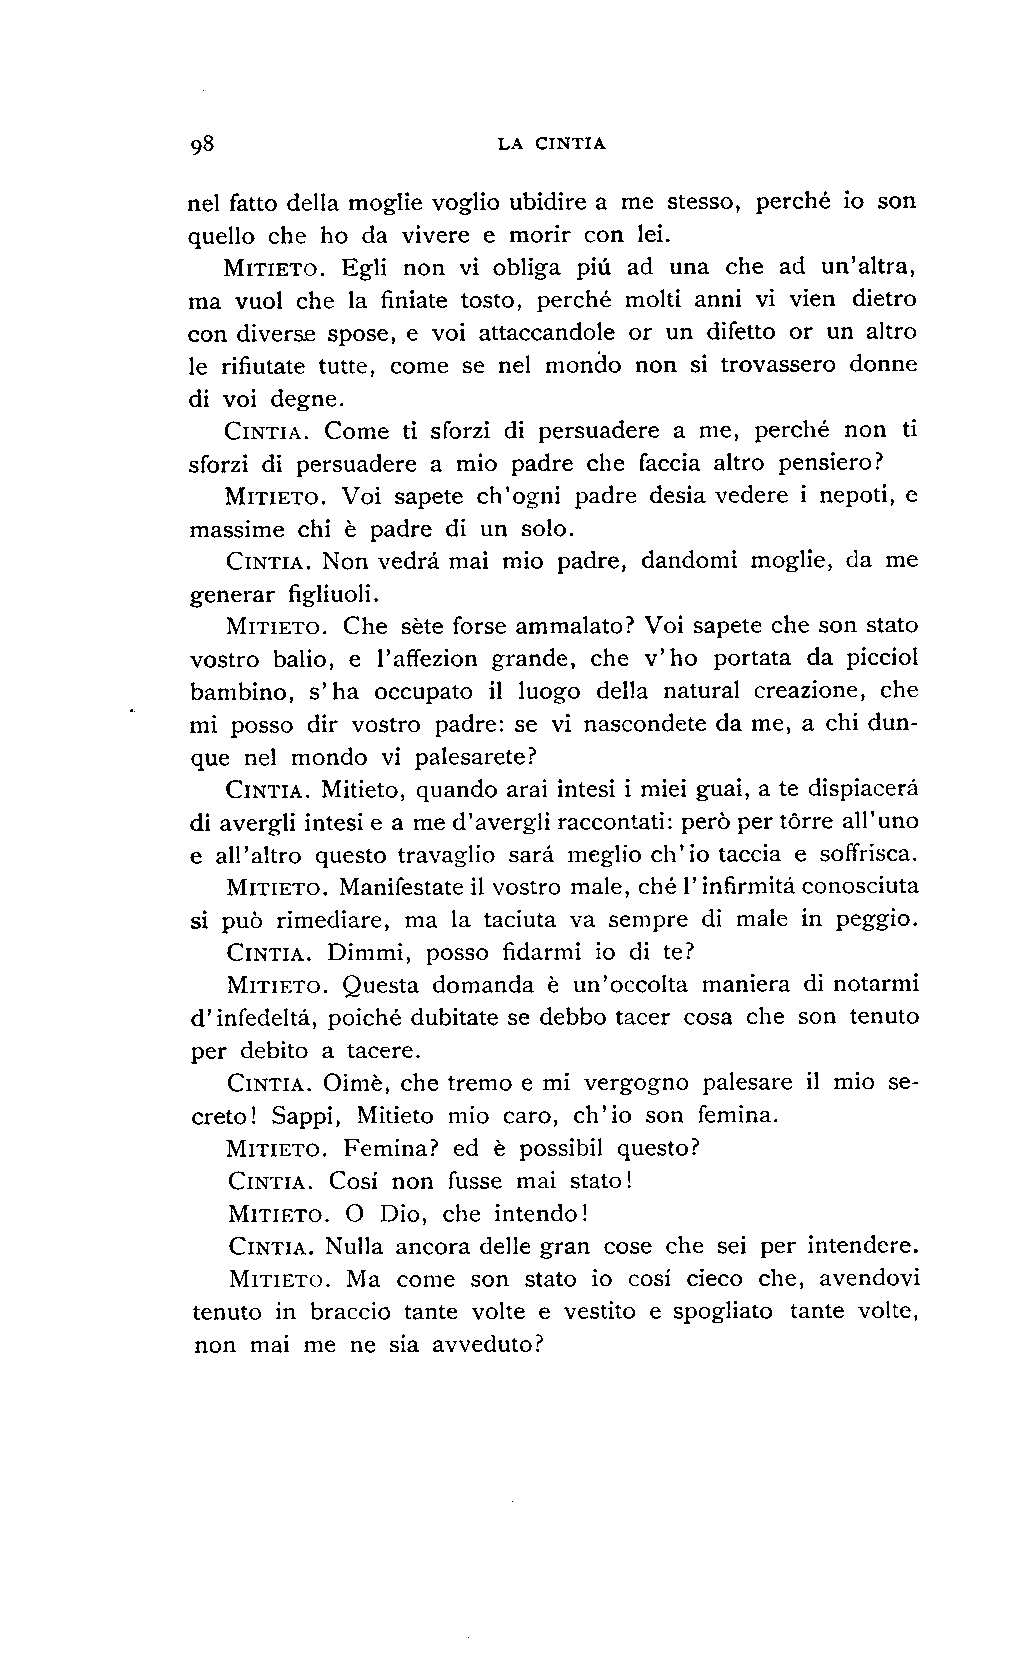 98 LA CINTIA
nel fatto della moglie voglio ubidire a me stesso, perché io son
quello che ho da vivere e morir con lei.
MITIETO. Egli non vi obliga piú ad una che ad un'altra,
ma vuol che la finiate tosto, perché molti anni vi vien dietro
con diverse spose, e voi attaccandole or un difetto or un altro
le rifiutate tutte, come se nel mondo non si trovassero donne
di voi degne.
CINTIA. Come ti sforzi di persuadere a me, perché non ti
sforzi di persuadere a mio padre che faccia altro pensiero?
MITIETO. Voi sapete ch'ogni padre desia vedere i nepoti, e
massime chi è padre di un solo.
CINTIA. Non vedrá mai mio padre, dandomi moglie, da me
generar figliuoli.
MITIETO. Che sète forse ammalato? Voi sapete che son stato
vostro balio, e l'affezion grande, che v'ho portata da picciol
bambino, s'ha occupato il luogo della natural creazione, che
mi posso dir vostro padre: se vi nascondete da me, a chi dun-
que nel mondo vi palesarete?
CINTIA. Mitieto, quando arai intesi i miei guai, a te dispiacerá
di avergli intesi e a me d'avergli raccontati: però per tôrre all'uno
e all'altro questo travaglio sará meglio ch'io taccia e soffrisca.
MITIETO. Manifestate il vostro male, ché l'infirmitá conosciuta
si può rimediare, ma la taciuta va sempre di male in peggio.
CINTIA. Dimmi, posso fidarmi io di te?
MITIETO. Questa domanda è un'occolta maniera di notarmi
d'infedeltá, poiché dubitate se debbo tacer cosa che son tenuto
per debito a tacere.
CINTIA. Oimè, che tremo e mi vergogno palesare il mio se-
creto! Sappi, Mitieto mio caro, ch'io son femina.
MITIETO. Femina? ed è possibil questo?
CINTIA. Cosí non fusse mai stato!
MITIETO. O Dio, che intendo!
CINTIA. Nulla ancora delle gran cose che sei per intendere.
MITIETO. Ma come son stato io cosí cieco che, avendovi
tenuto in braccio tante volte e vestito e spogliato tante volte,
non mai me ne sia avveduto?